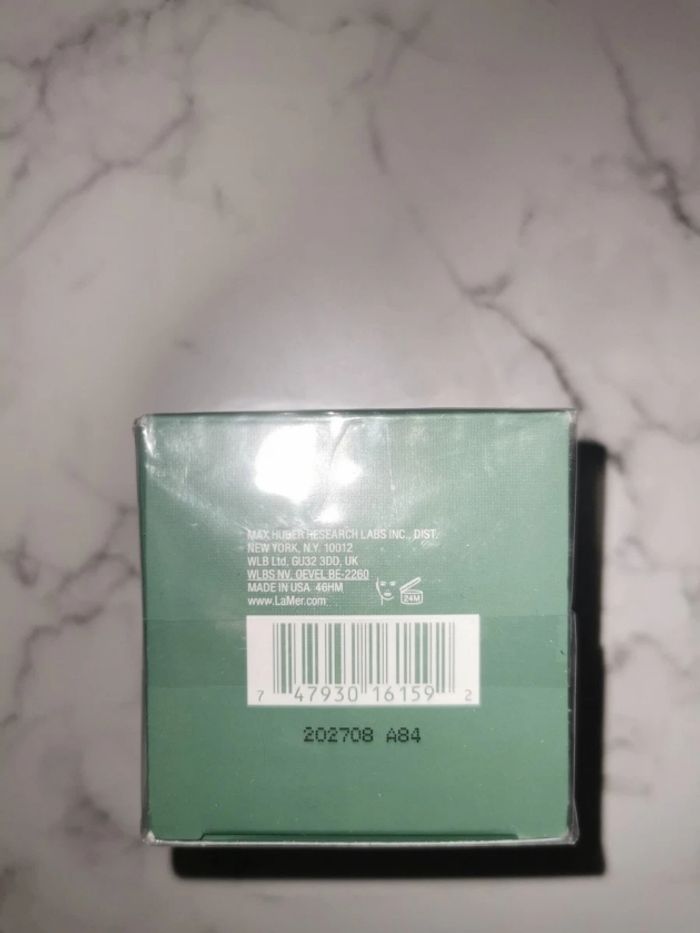 MAX HUBER RESEARCH LABS INC., DIST.
NEW YORK, N.Y. 10012
WLB Ltd, GU32 3DD, UK
WLBS NV. OEVEL BE-2260
MADE IN USA 46HM
www.LaMer.com
24M
7 47930 16159 2
202708 A84